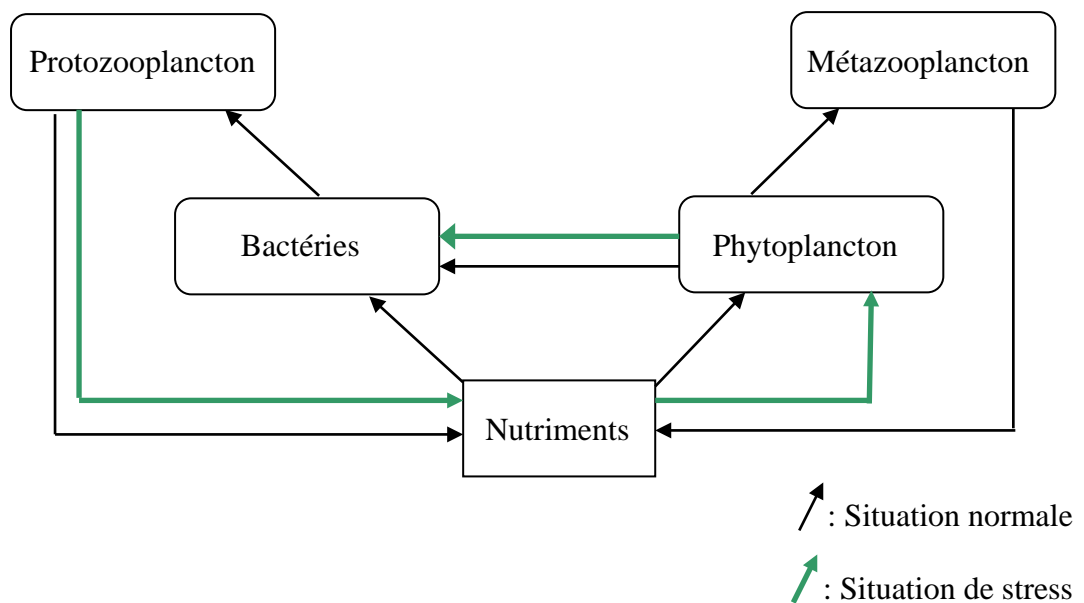 Protozooplancton
Métazooplancton
Bactéries
Phytoplancton
Nutriments
: Situation normale
: Situation de stress